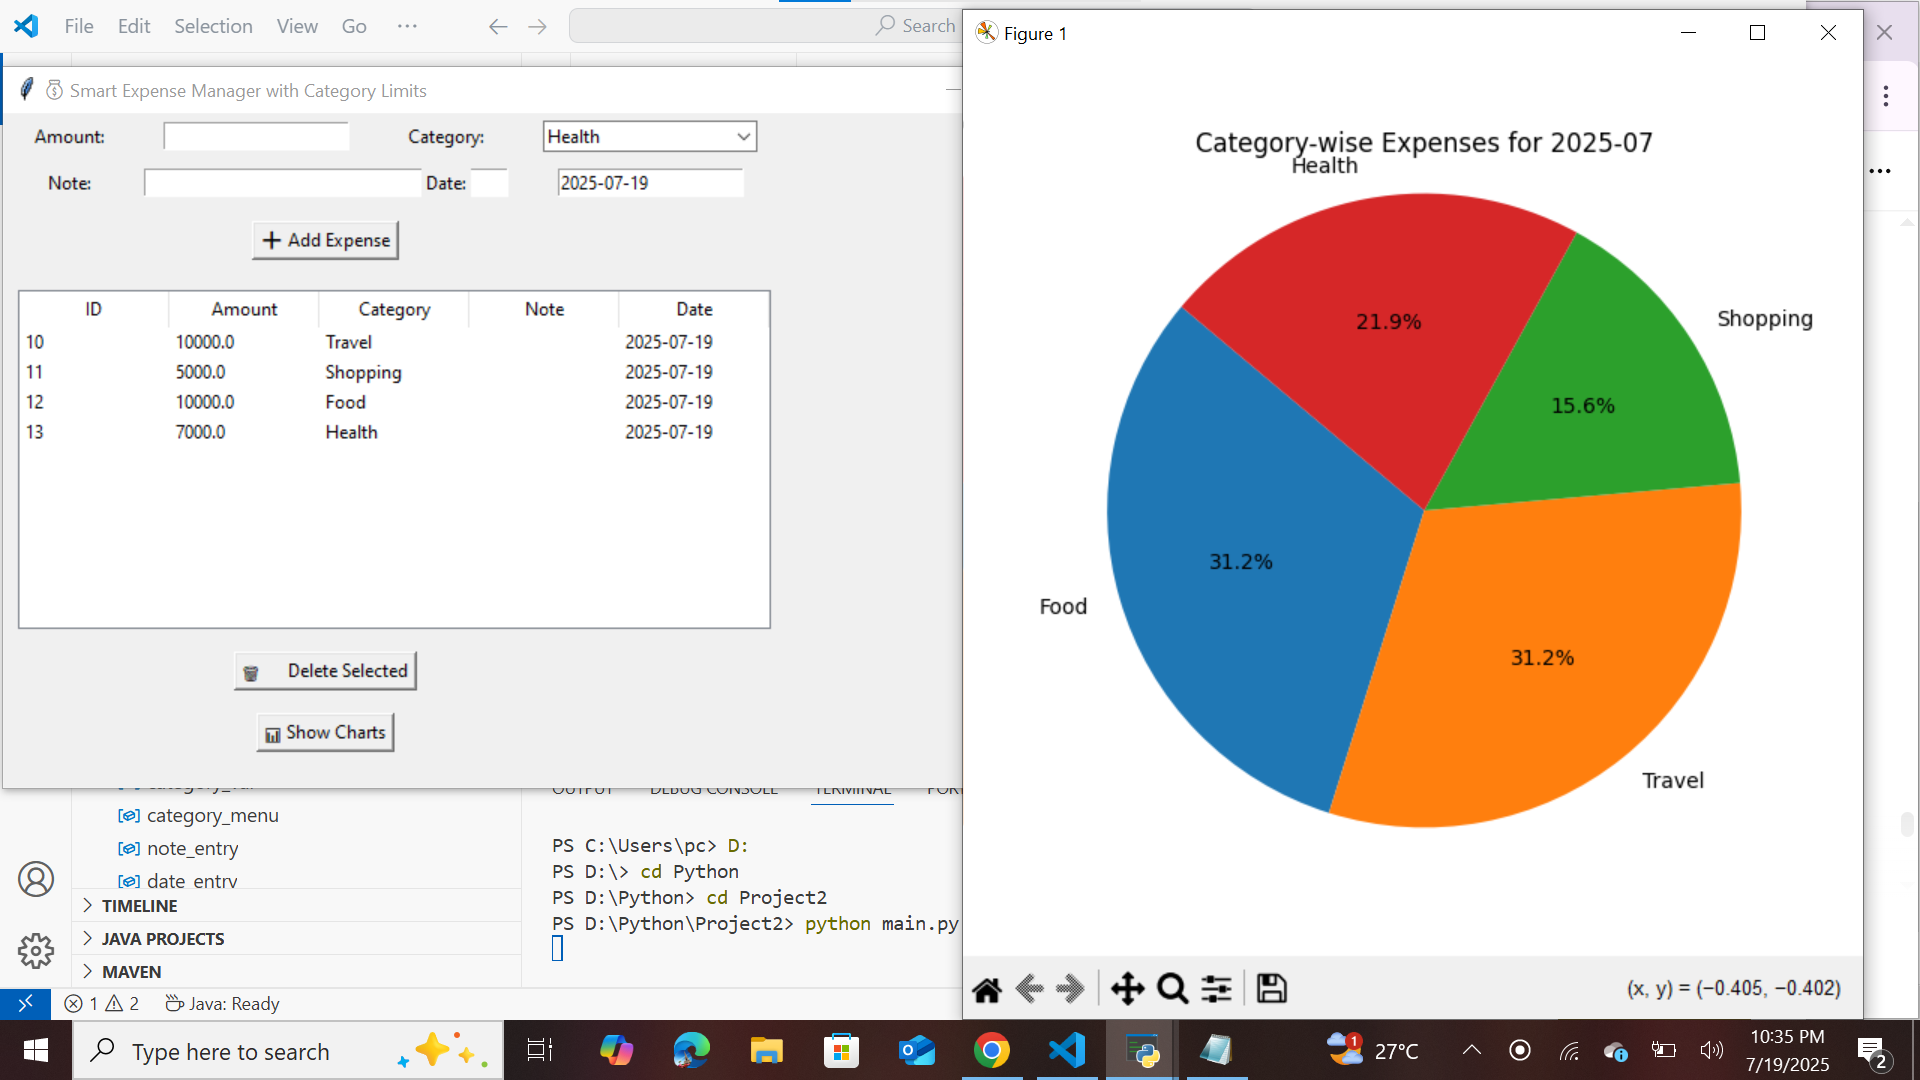 File Edit Selection View Go ...
Search
Smart Expense Manager with Category Limits
Amount:
Category: Health
Note:
Date: 2025-07-19
Add Expense
ID Amount Category Note Date
10 10000.0 Travel 2025-07-19
11 5000.0 Shopping 2025-07-19
12 10000.0 Food 2025-07-19
13 7000.0 Health 2025-07-19
Delete Selected
Show Charts
category_menu
note_entry
date_entry
TIMELINE
JAVA PROJECTS
MAVEN
OUTPUT DEBUG CONSOLE TERMINAL
PS C:\Users\pc> D:
PS D:\> cd Python
PS D:\Python> cd Project2
PS D:\Python\Project2> python main.py
1 2 Java: Ready
Figure 1
Category-wise Expenses for 2025-07
Health
21.9%
Shopping
15.6%
Food
31.2%
Travel
31.2%
(x, y) = (−0.405, −0.402)
Type here to search
1
27°C
10:35 PM
7/19/2025
2